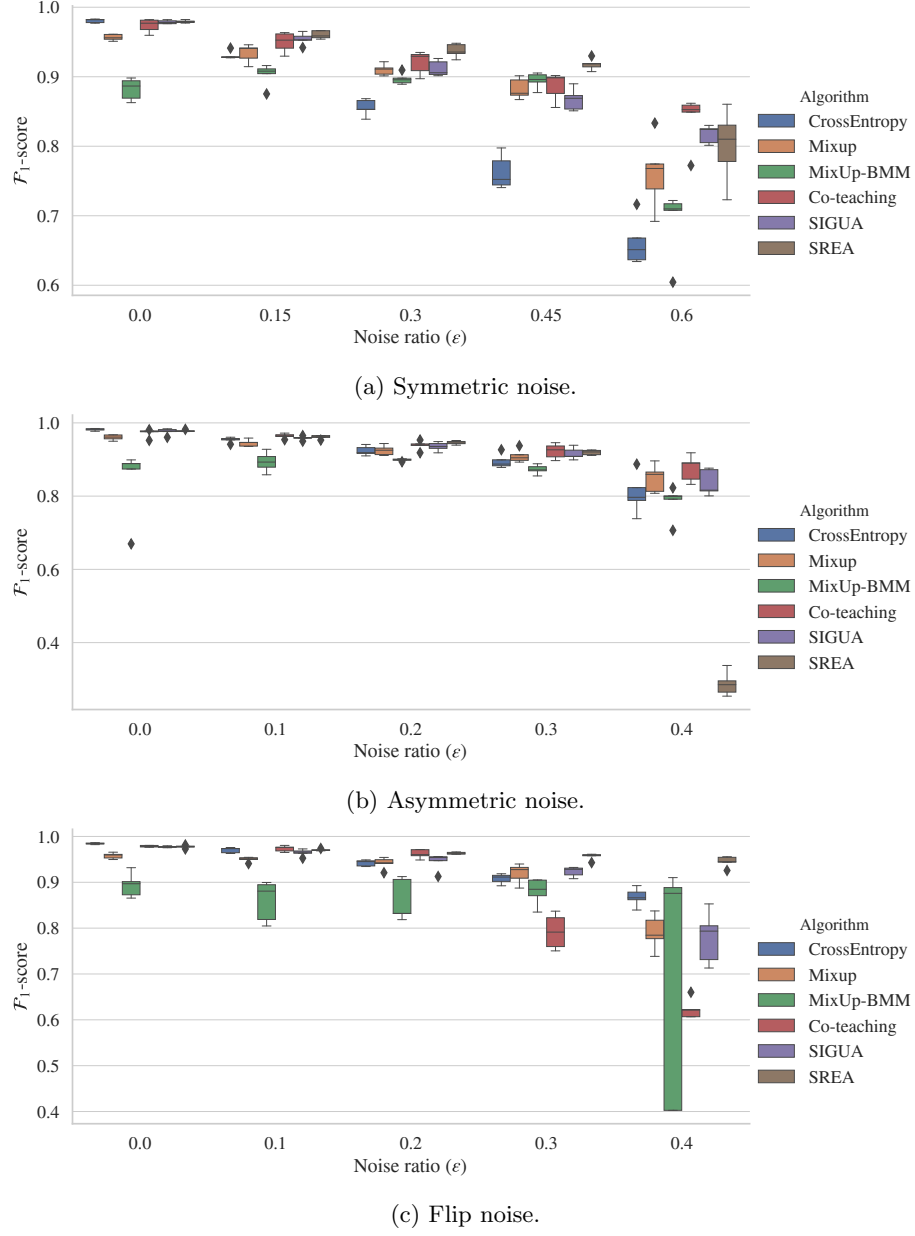 1.0
0.9
0.8
0.7
0.6
ℱ₁-score
0.0 0.15 0.3 0.45 0.6
Noise ratio (ε)
Algorithm
CrossEntropy
Mixup
MixUp-BMM
Co-teaching
SIGUA
SREA
(a) Symmetric noise.
1.0
0.8
0.6
0.4
ℱ₁-score
0.0 0.1 0.2 0.3 0.4
Noise ratio (ε)
Algorithm
CrossEntropy
Mixup
MixUp-BMM
Co-teaching
SIGUA
SREA
(b) Asymmetric noise.
1.0
0.9
0.8
0.7
0.6
0.5
0.4
ℱ₁-score
0.0 0.1 0.2 0.3 0.4
Noise ratio (ε)
Algorithm
CrossEntropy
Mixup
MixUp-BMM
Co-teaching
SIGUA
SREA
(c) Flip noise.